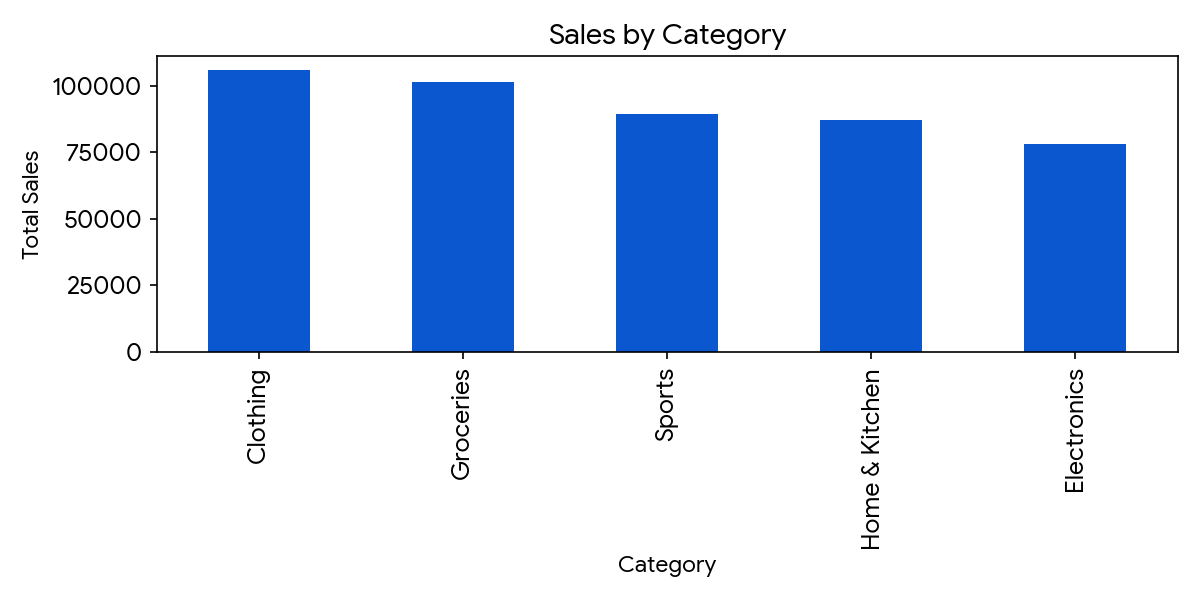 Sales by Category
Total Sales
100000
75000
50000
25000
0
Clothing
Groceries
Sports
Home & Kitchen
Electronics
Category